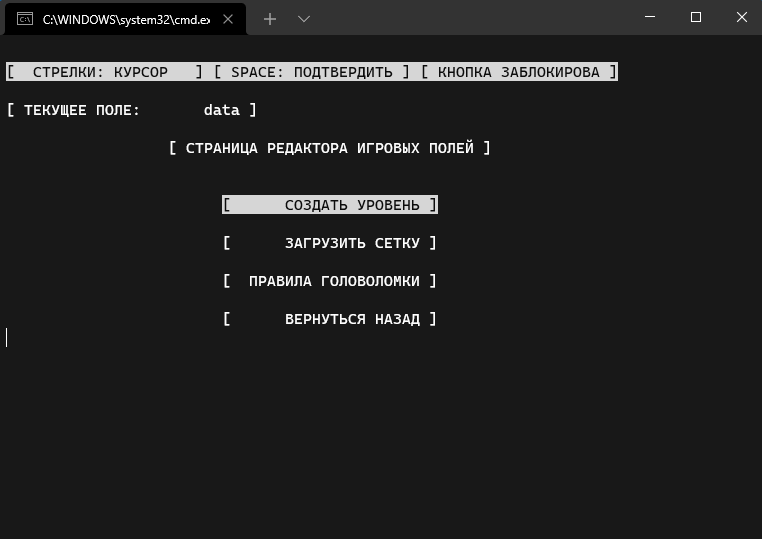 C:\WINDOWS\system32\cmd.ex
[ СТРЕЛКИ: КУРСОР ] [ SPACE: ПОДТВЕРДИТЬ ] [ КНОПКА ЗАБЛОКИРОВА ]
[ ТЕКУЩЕЕ ПОЛЕ: data ]
[ СТРАНИЦА РЕДАКТОРА ИГРОВЫХ ПОЛЕЙ ]
[ СОЗДАТЬ УРОВЕНЬ ]
[ ЗАГРУЗИТЬ СЕТКУ ]
[ ПРАВИЛА ГОЛОВОЛОМКИ ]
[ ВЕРНУТЬСЯ НАЗАД ]